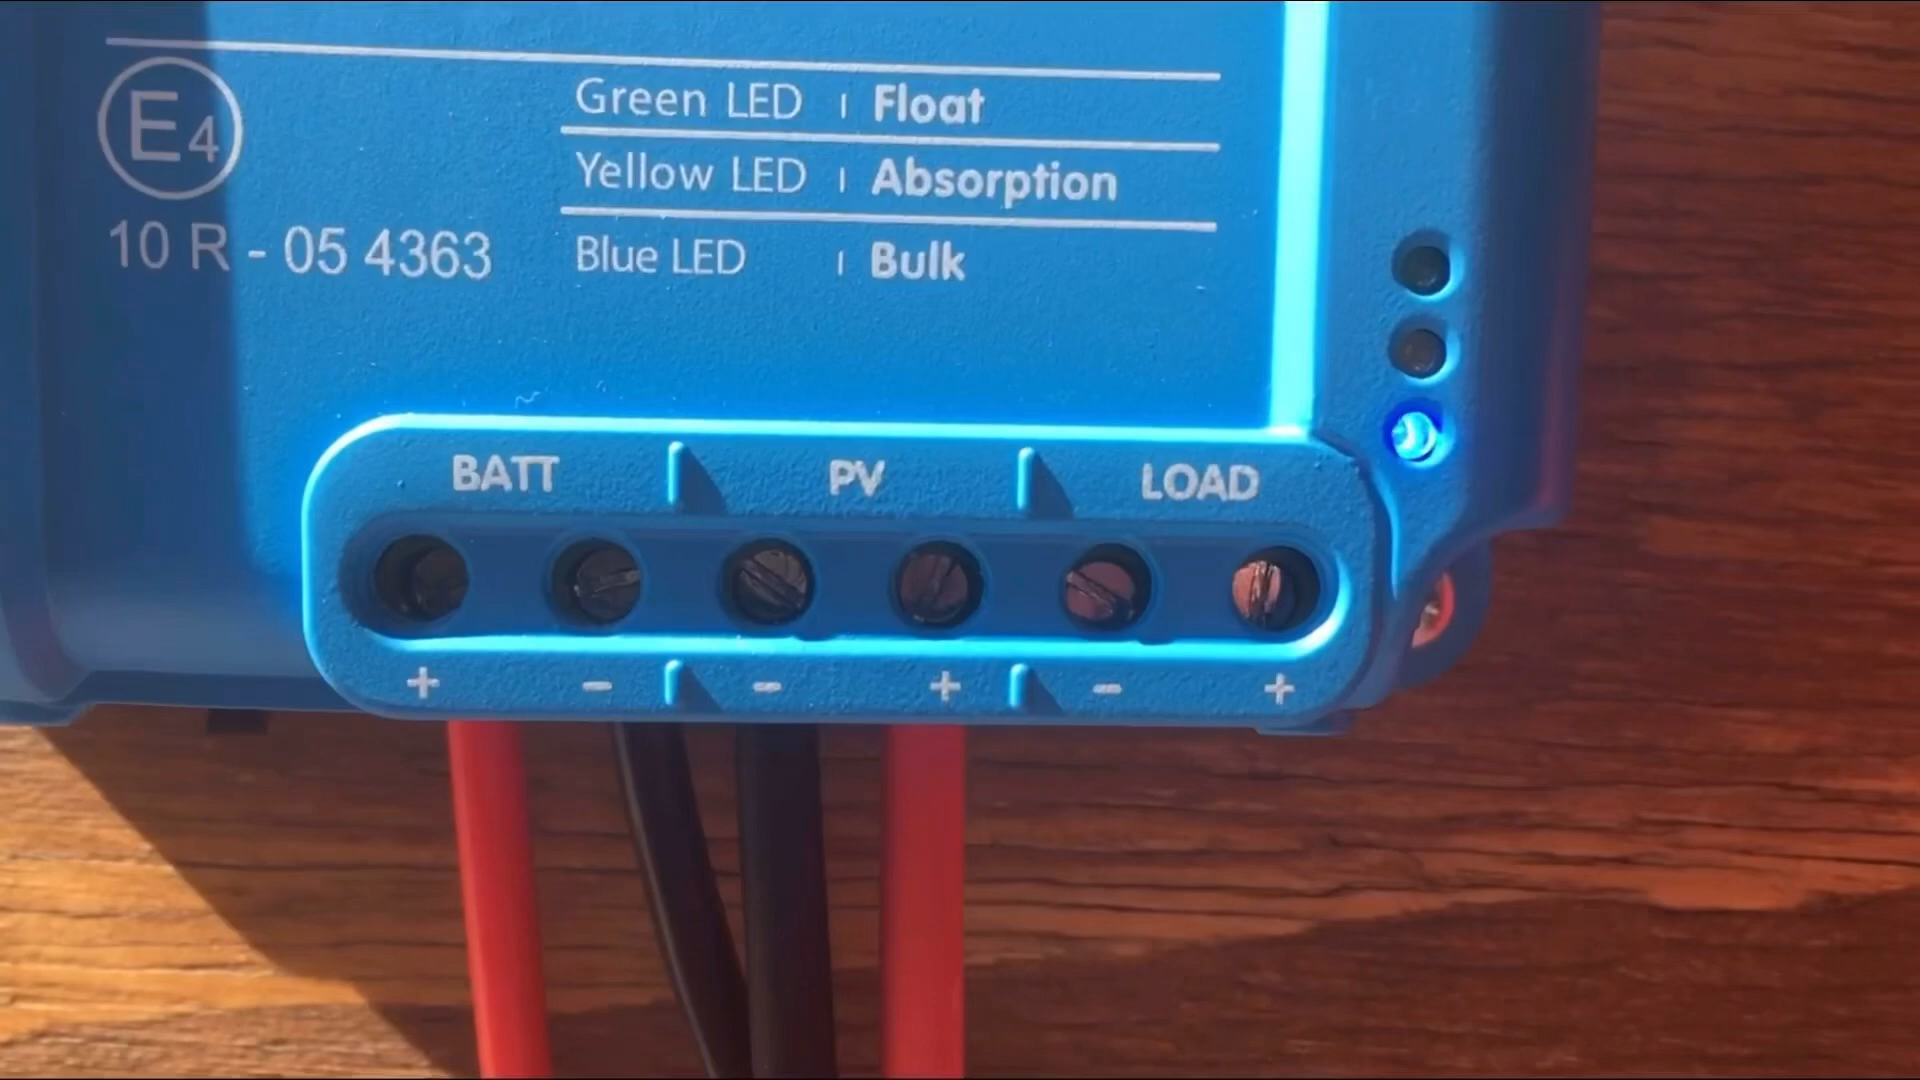 E4
10 R - 05 4363
Green LED | Float
Yellow LED | Absorption
Blue LED | Bulk
BATT PV LOAD
+ - - + - +